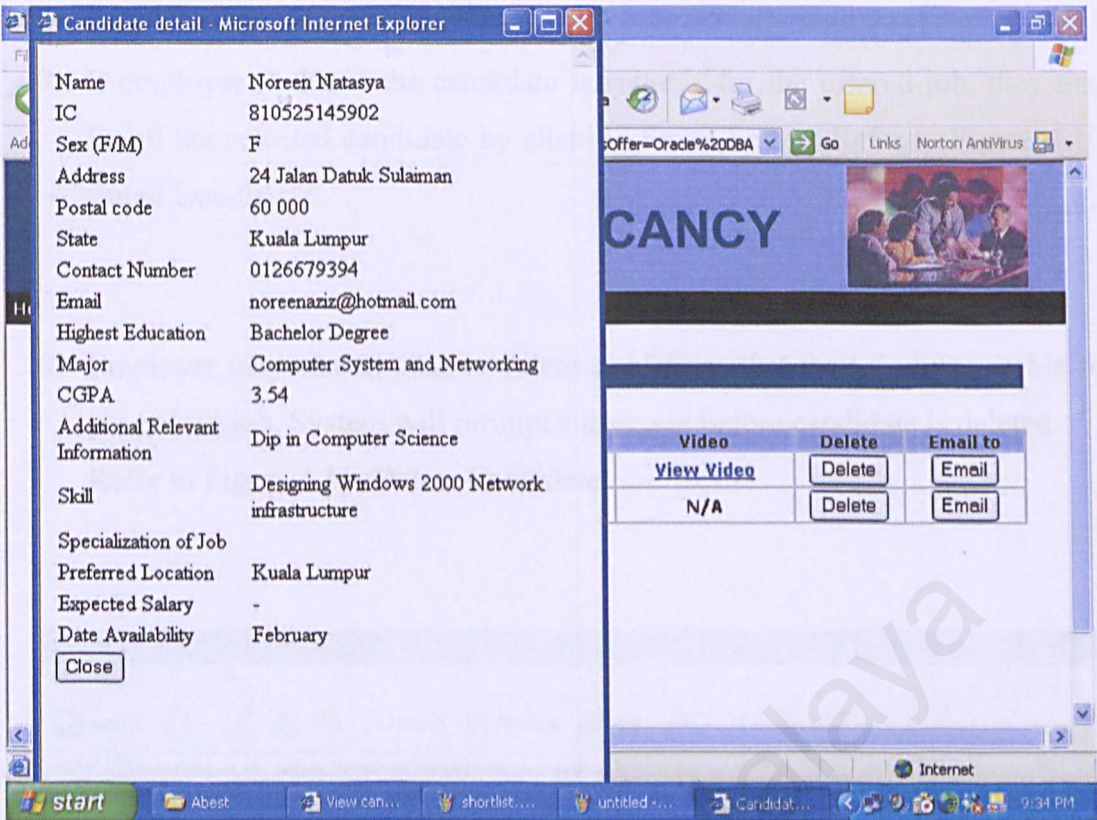 Candidate detail - Microsoft Internet Explorer
Name Noreen Natasya
IC 810525145902
Sex (F/M) F
Address 24 Jalan Datuk Sulaiman
Postal code 60 000
State Kuala Lumpur
Contact Number 0126679394
Email noreenaziz@hotmail.com
Highest Education Bachelor Degree
Major Computer System and Networking
CGPA 3.54
Additional Relevant Information Dip in Computer Science
Skill Designing Windows 2000 Network infrastructure
Specialization of Job
Preferred Location Kuala Lumpur
Expected Salary -
Date Availability February
Close
sOffer=Oracle%20DBA Go Links Norton AntiVirus
CANCY
Video Delete Email to
View Video Delete Email
N/A Delete Email
Internet
start Abest View can... shortlist.... untitled -... Candidat... 9:34 PM